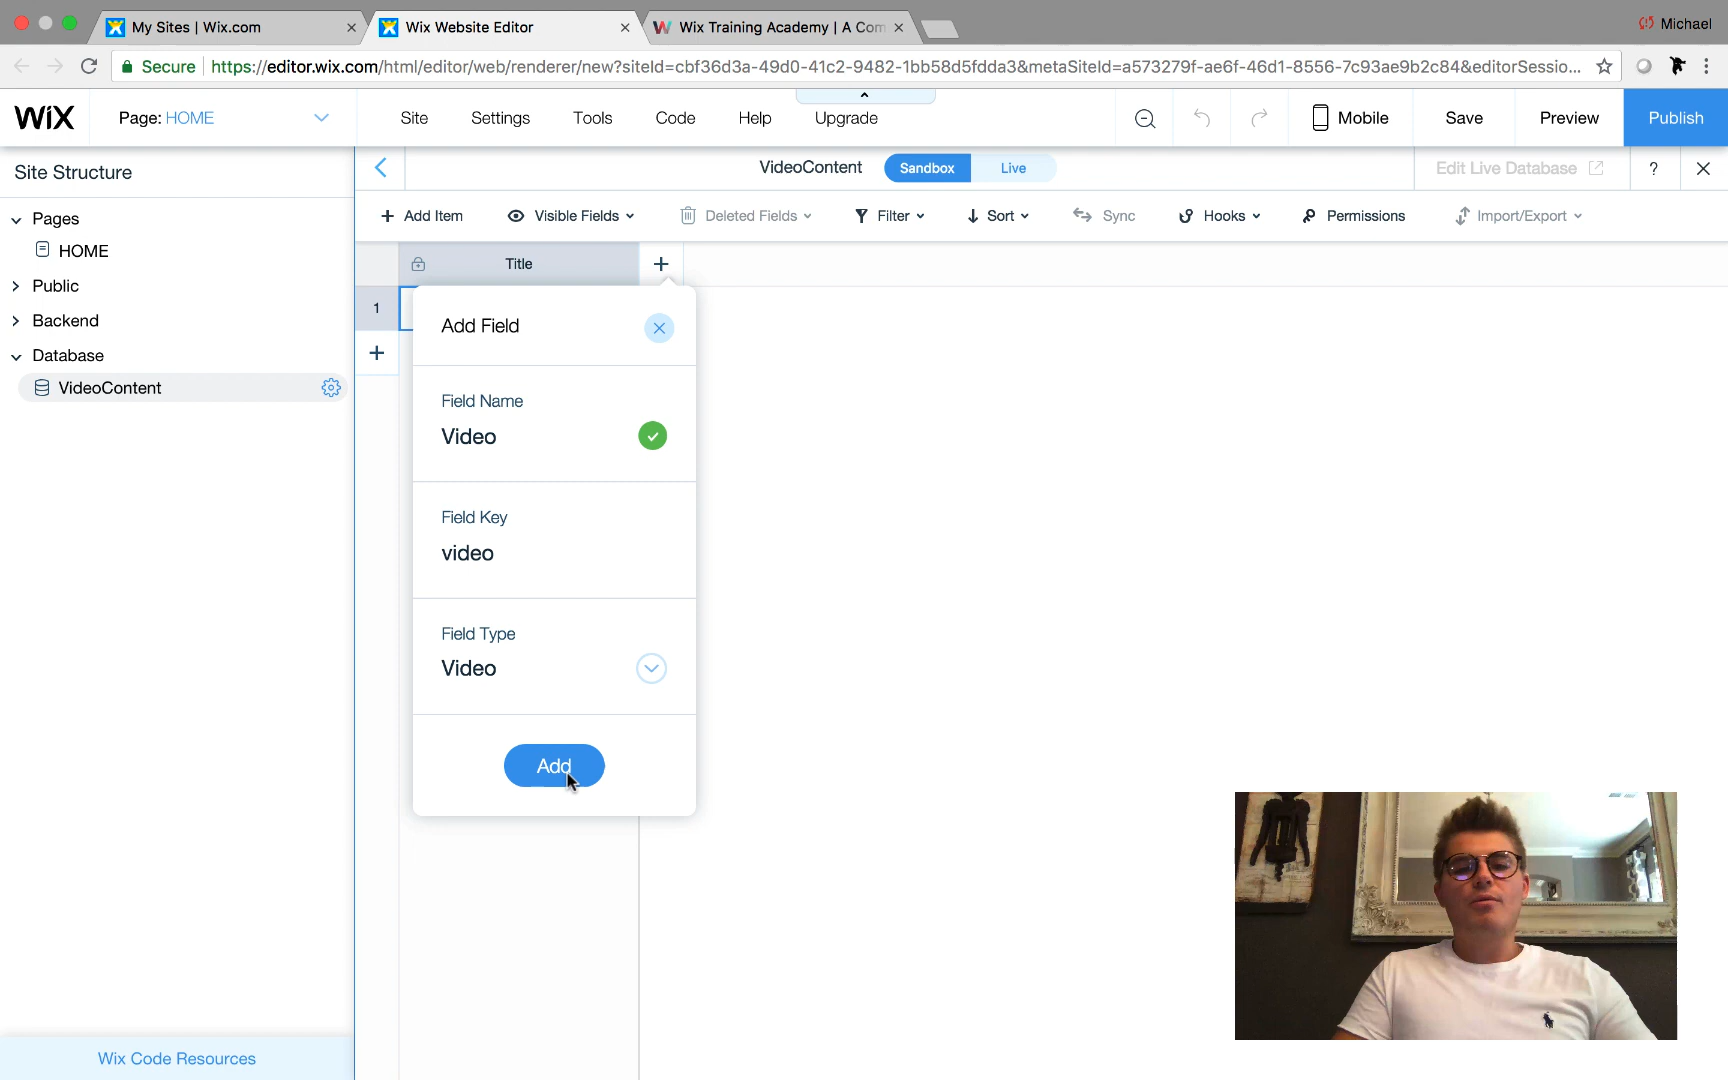 My Sites | Wix.com
Wix Website Editor
Wix Training Academy | A Com
Michael
Secure
https://editor.wix.com/html/editor/web/renderer/new?siteId=cbf36d3a-49d0-41c2-9482-1bb58d5fdda3&metaSiteId=a573279f-ae6f-46d1-8556-7c93ae9b2c84&editorSessio...
WiX
Page: HOME
Site
Settings
Tools
Code
Help
Upgrade
Mobile
Save
Preview
Publish
Site Structure
VideoContent
Sandbox
Live
Edit Live Database
?
Add Item
Visible Fields
Deleted Fields
Filter
Sort
Sync
Hooks
Permissions
Import/Export
Pages
HOME
Public
Backend
Database
VideoContent
Title
1
Add Field
Field Name
Video
Field Key
video
Field Type
Video
Add
Wix Code Resources